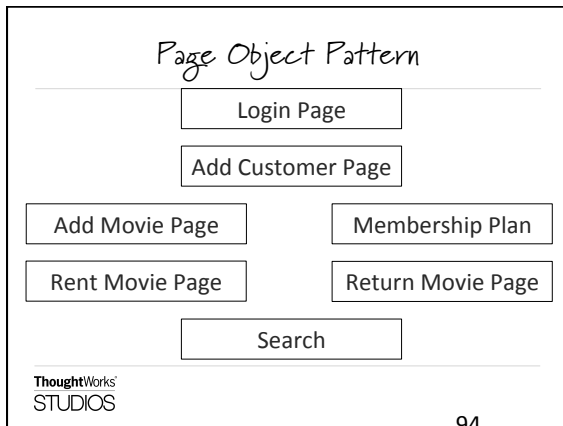 Page Object Pattern
Login Page
Add Customer Page
Add Movie Page
Membership Plan
Rent Movie Page
Return Movie Page
Search
ThoughtWorks®
STUDIOS
94